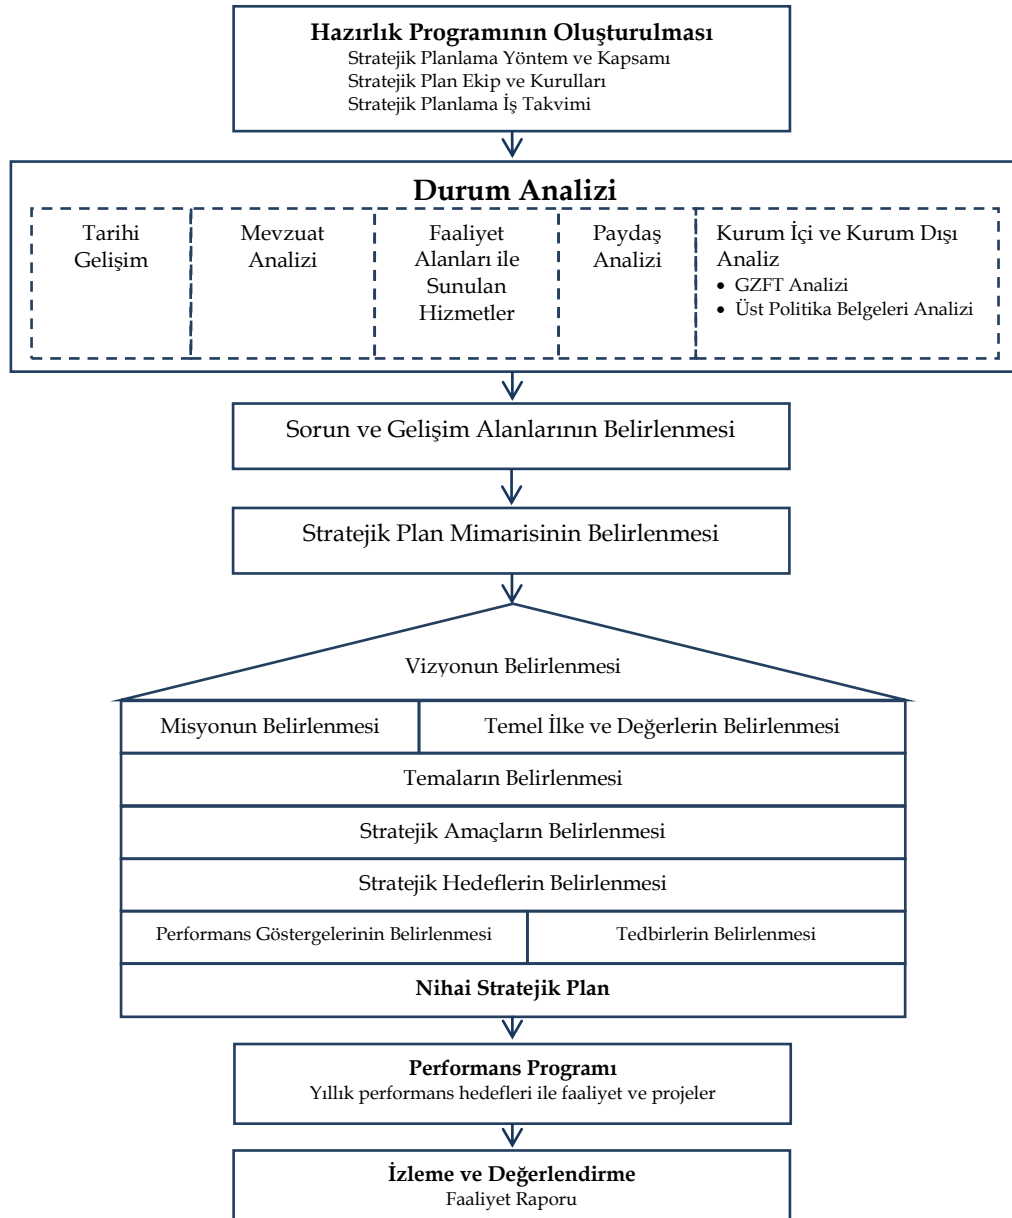 Hazırlık Programının Oluşturulması
Stratejik Planlama Yöntem ve Kapsamı
Stratejik Plan Ekip ve Kurulları
Stratejik Planlama İş Takvimi
Durum Analizi
Tarihi
Gelişim
Mevzuat
Analizi
Faaliyet
Alanları ile
Sunulan
Hizmetler
Paydaş
Analizi
Kurum İçi ve Kurum Dışı
Analiz
• GZFT Analizi
• Üst Politika Belgeleri Analizi
Sorun ve Gelişim Alanlarının Belirlenmesi
Stratejik Plan Mimarisinin Belirlenmesi
Vizyonun Belirlenmesi
Misyonun Belirlenmesi
Temel İlke ve Değerlerin Belirlenmesi
Temaların Belirlenmesi
Stratejik Amaçların Belirlenmesi
Stratejik Hedeflerin Belirlenmesi
Performans Göstergelerinin Belirlenmesi
Tedbirlerin Belirlenmesi
Nihai Stratejik Plan
Performans Programı
Yıllık performans hedefleri ile faaliyet ve projeler
İzleme ve Değerlendirme
Faaliyet Raporu